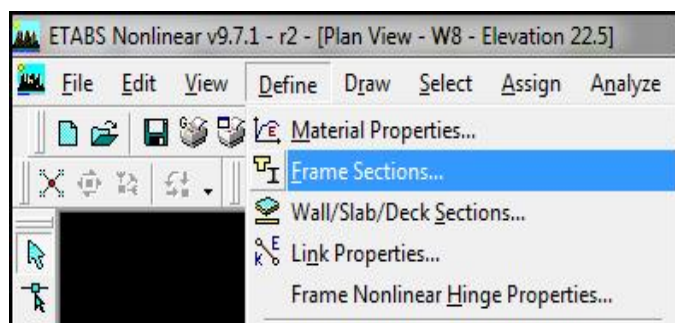 ETABS Nonlinear v9.7.1 - r2 - [Plan View - W8 - Elevation 22.5]
File Edit View Define Draw Select Assign Analyze
Material Properties...
Frame Sections...
Wall/Slab/Deck Sections...
Link Properties...
Frame Nonlinear Hinge Properties...